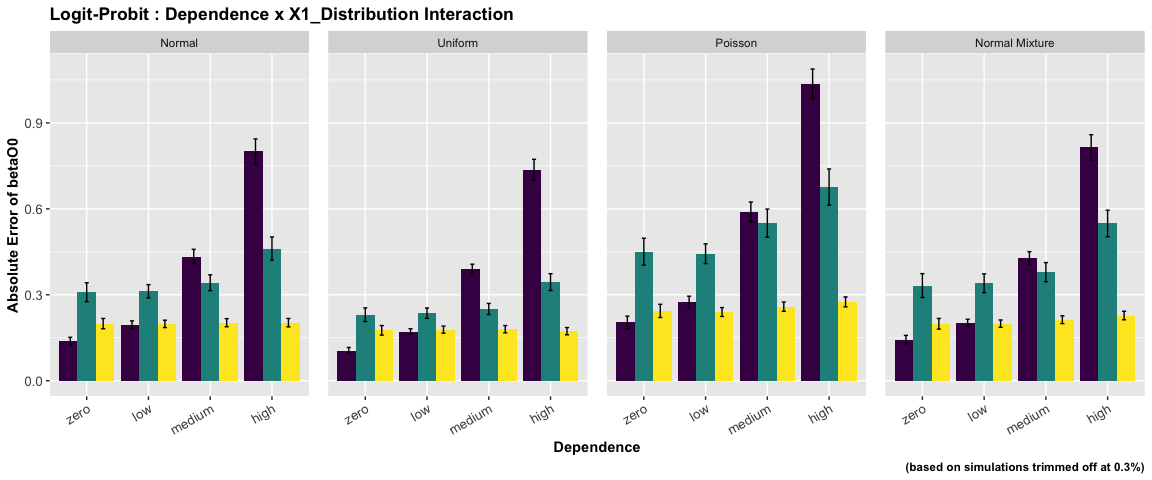 Logit-Probit : Dependence x X1_Distribution Interaction
Normal
Uniform
Poisson
Normal Mixture
Absolute Error of betaO0
0.9
0.6
0.3
0.0
zero
low
medium
high
zero
low
medium
high
zero
low
medium
high
zero
low
medium
high
Dependence
(based on simulations trimmed off at 0.3%)